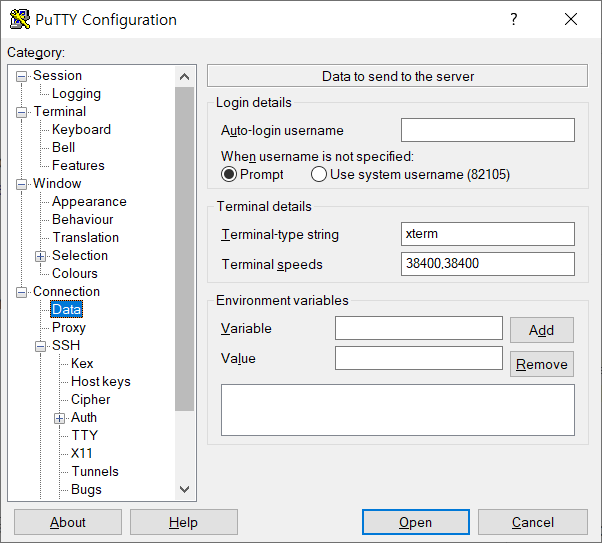 PuTTY Configuration
Category:
Session
Logging
Terminal
Keyboard
Bell
Features
Window
Appearance
Behaviour
Translation
Selection
Colours
Connection
Data
Proxy
SSH
Kex
Host keys
Cipher
Auth
TTY
X11
Tunnels
Bugs
Data to send to the server
Login details
Auto-login username
When username is not specified:
Prompt Use system username (82105)
Terminal details
Terminal-type string xterm
Terminal speeds 38400,38400
Environment variables
Variable Add
Value Remove
About Help Open Cancel